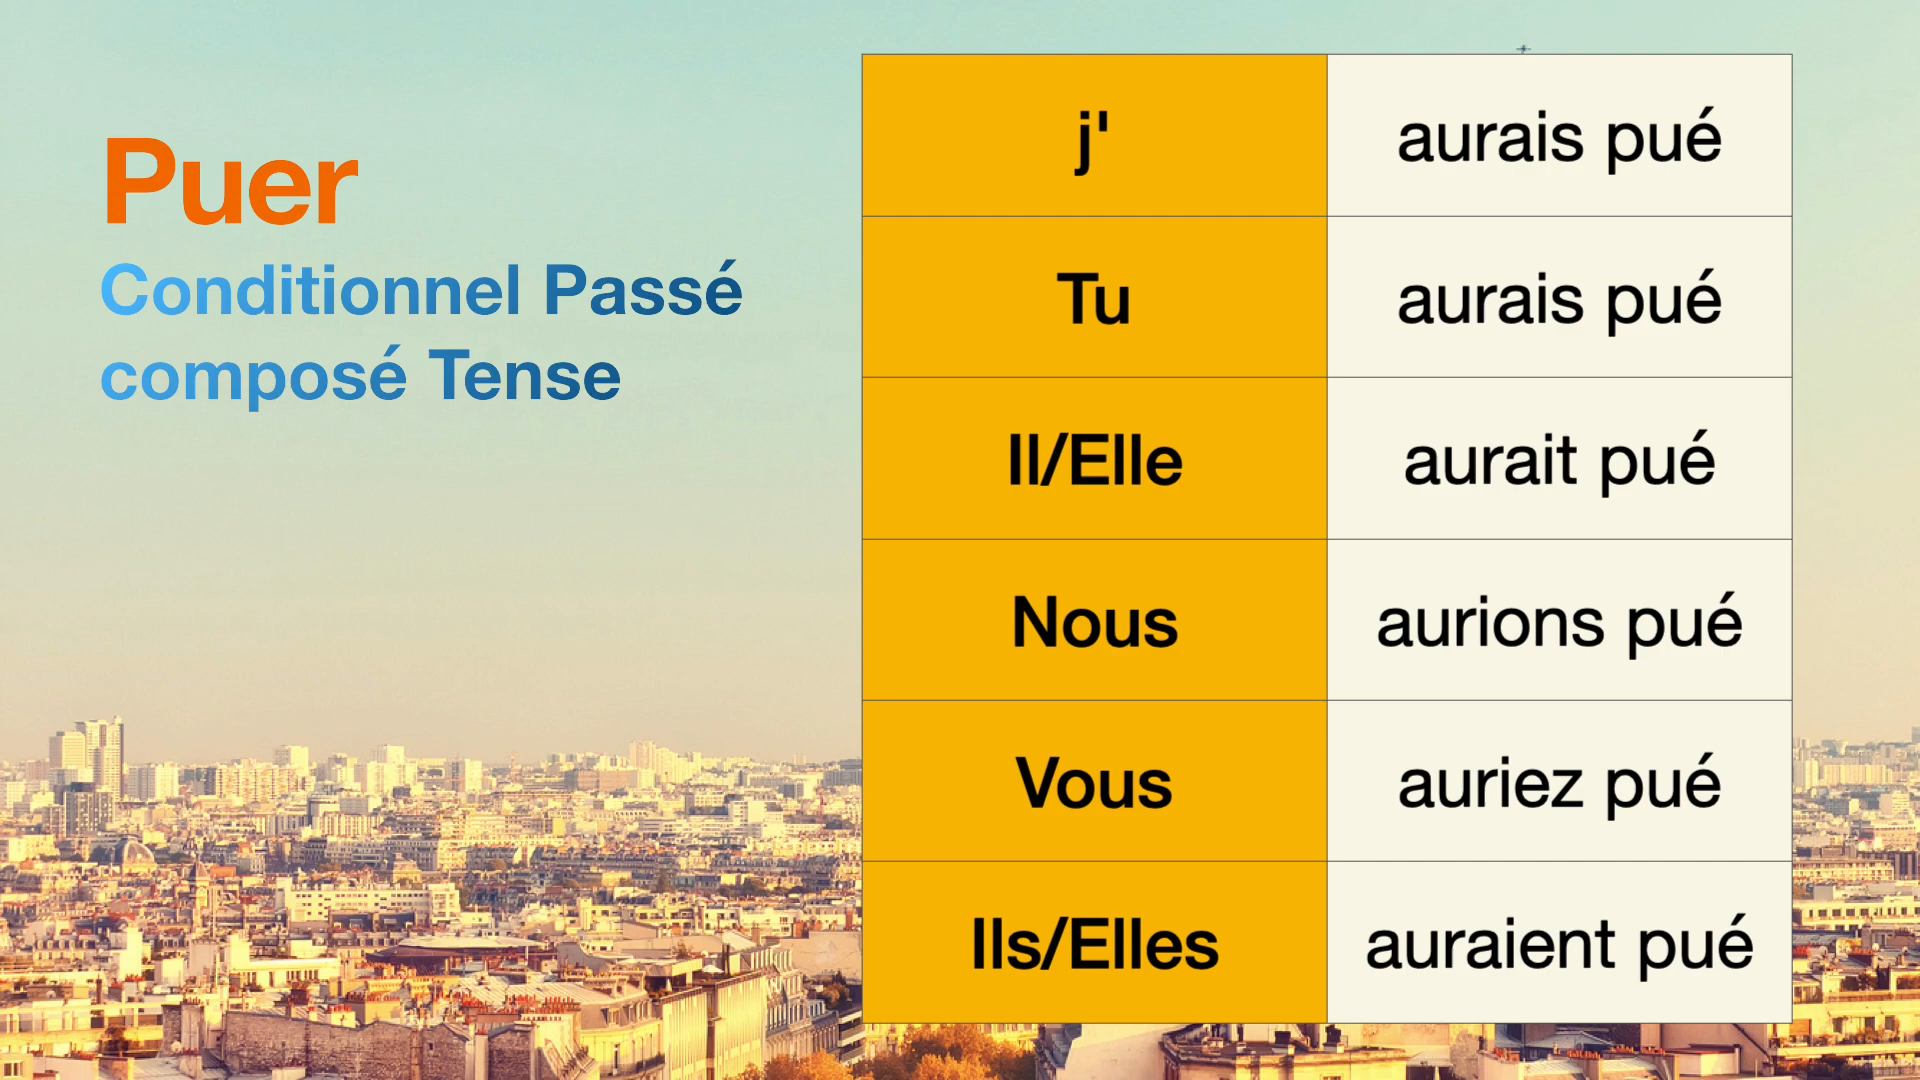 Puer
Conditionnel Passé
composé Tense
j' aurais pué
Tu aurais pué
Il/Elle aurait pué
Nous aurions pué
Vous auriez pué
Ils/Elles auraient pué